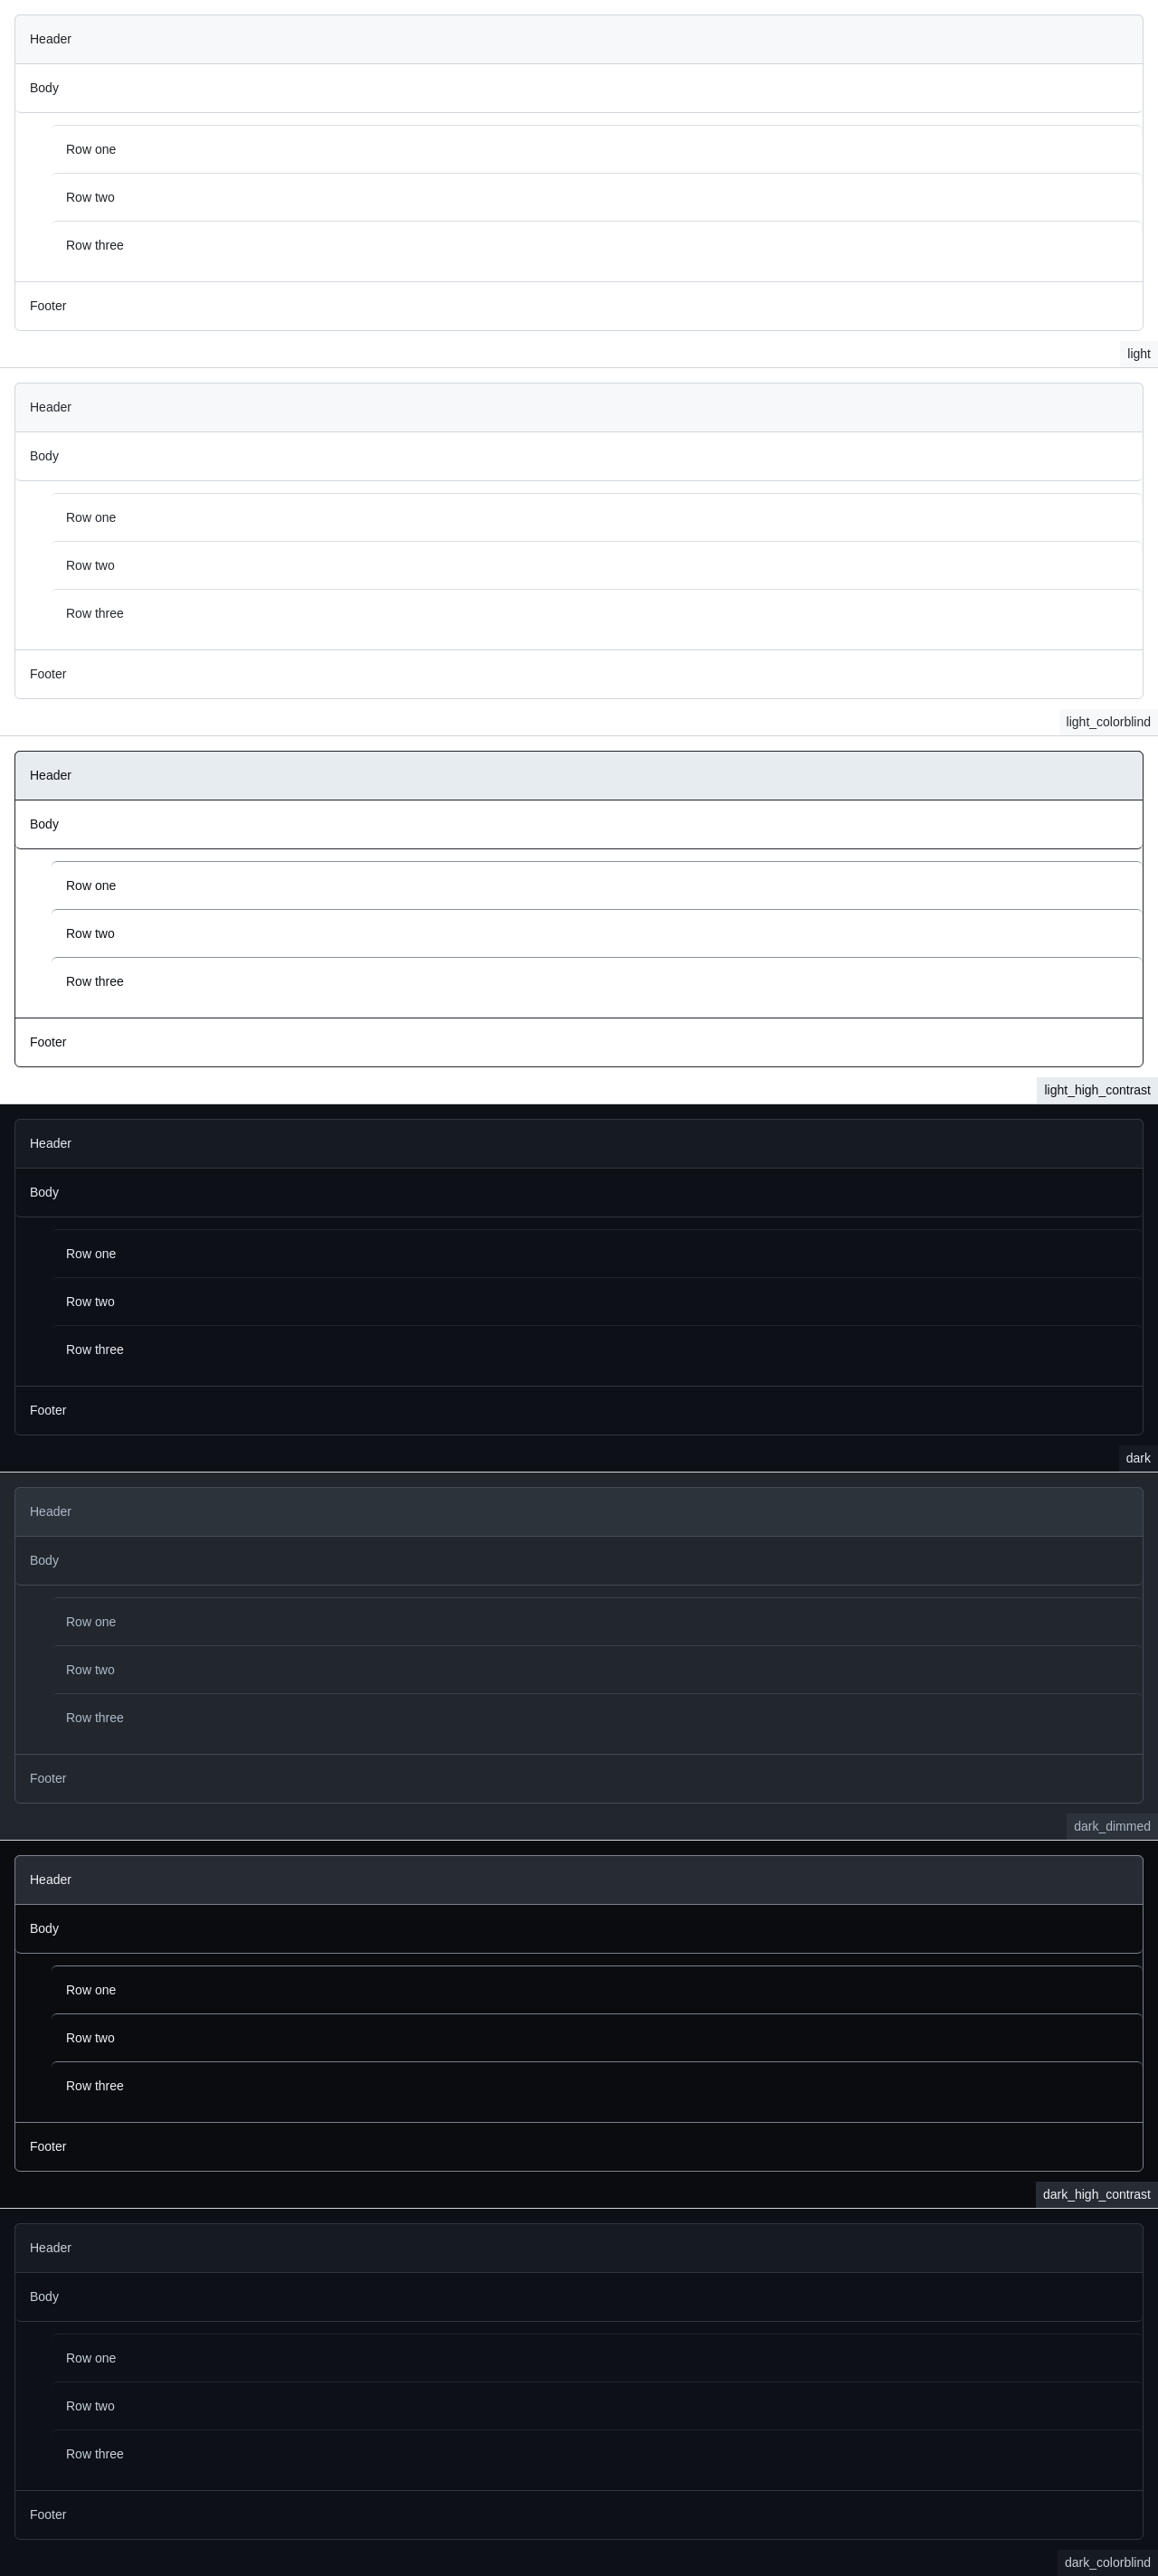 Header
Body
Row one
Row two
Row three
Footer
light
Header
Body
Row one
Row two
Row three
Footer
light_colorblind
Header
Body
Row one
Row two
Row three
Footer
light_high_contrast
Header
Body
Row one
Row two
Row three
Footer
dark
Header
Body
Row one
Row two
Row three
Footer
dark_dimmed
Header
Body
Row one
Row two
Row three
Footer
dark_high_contrast
Header
Body
Row one
Row two
Row three
Footer
dark_colorblind